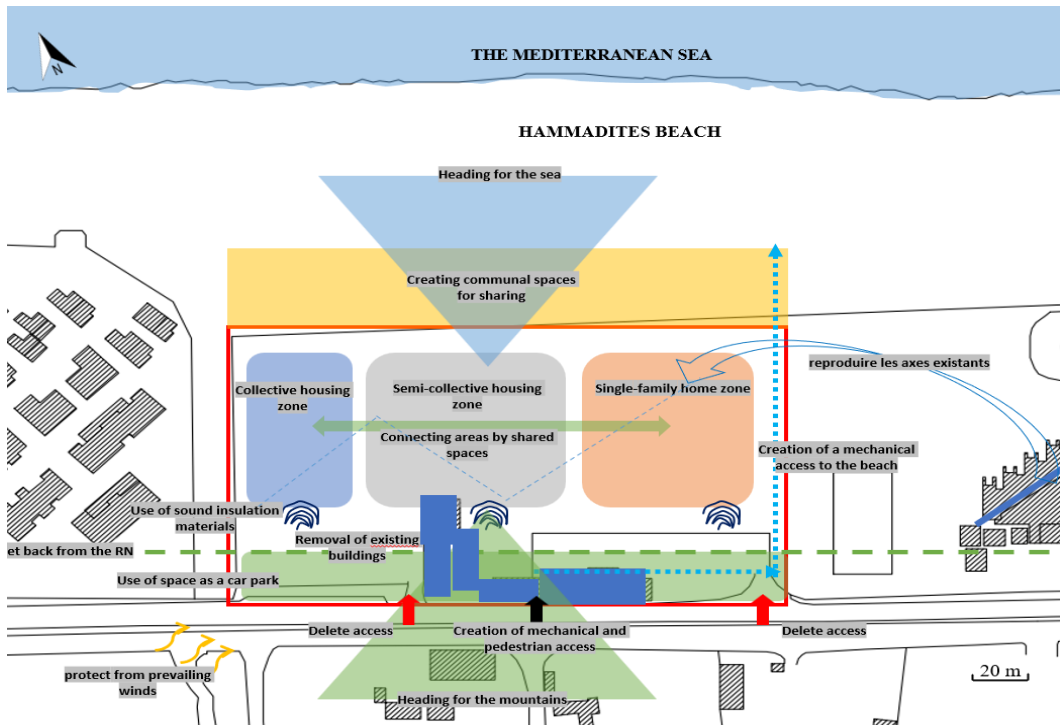 THE MEDITERRANEAN SEA
N
HAMMADITES BEACH
Heading for the sea
Creating communal spaces
for sharing
reproduire les axes existants
Collective housing
zone
Semi-collective housing
zone
Single-family home zone
Connecting areas by shared
spaces
Creation of a mechanical
access to the beach
Use of sound insulation
materials
Removal of existing
buildings
et back from the RN
Use of space as a car park
Delete access
Creation of mechanical and
pedestrian access
Delete access
protect from prevailing
winds
Heading for the mountains
20 m